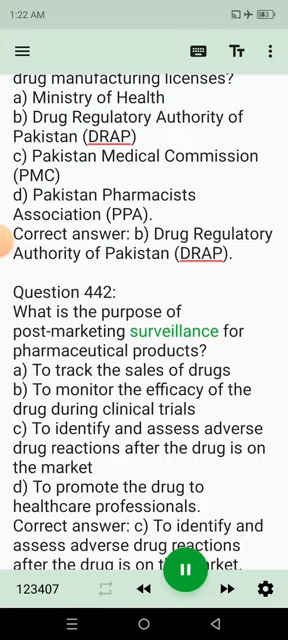 1:22 AM
drug manufacturing licenses?
a) Ministry of Health
b) Drug Regulatory Authority of
Pakistan (DRAP)
c) Pakistan Medical Commission
(PMC)
d) Pakistan Pharmacists
Association (PPA).
Correct answer: b) Drug Regulatory
Authority of Pakistan (DRAP).
Question 442:
What is the purpose of
post-marketing surveillance for
pharmaceutical products?
a) To track the sales of drugs
b) To monitor the efficacy of the
drug during clinical trials
c) To identify and assess adverse
drug reactions after the drug is on
the market
d) To promote the drug to
healthcare professionals.
Correct answer: c) To identify and
assess adverse drug reactions
after the drug is on
123407